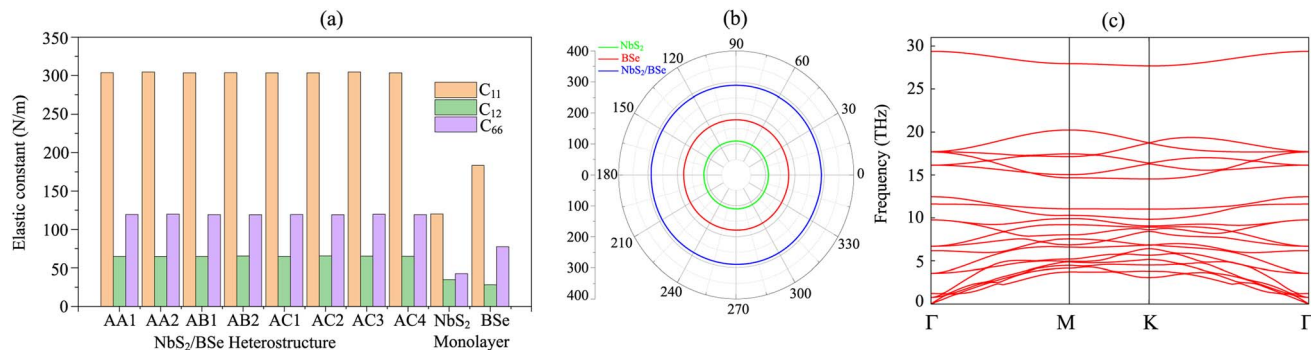 (a)
350
300
250
200
150
100
50
0
Elastic constant (N/m)
C11
C12
C66
AA1 AA2 AB1 AB2 AC1 AC2 AC3 AC4 NbS2 BSe
NbS2/BSe Heterostructure Monolayer
(b)
NbS2
BSe
NbS2/BSe
400
300
200
100
0
100
200
300
400
90
120 60
150 30
180 0
210 330
240 300
270
(c)
30
25
20
15
10
5
0
Frequency (THz)
Γ M K Γ